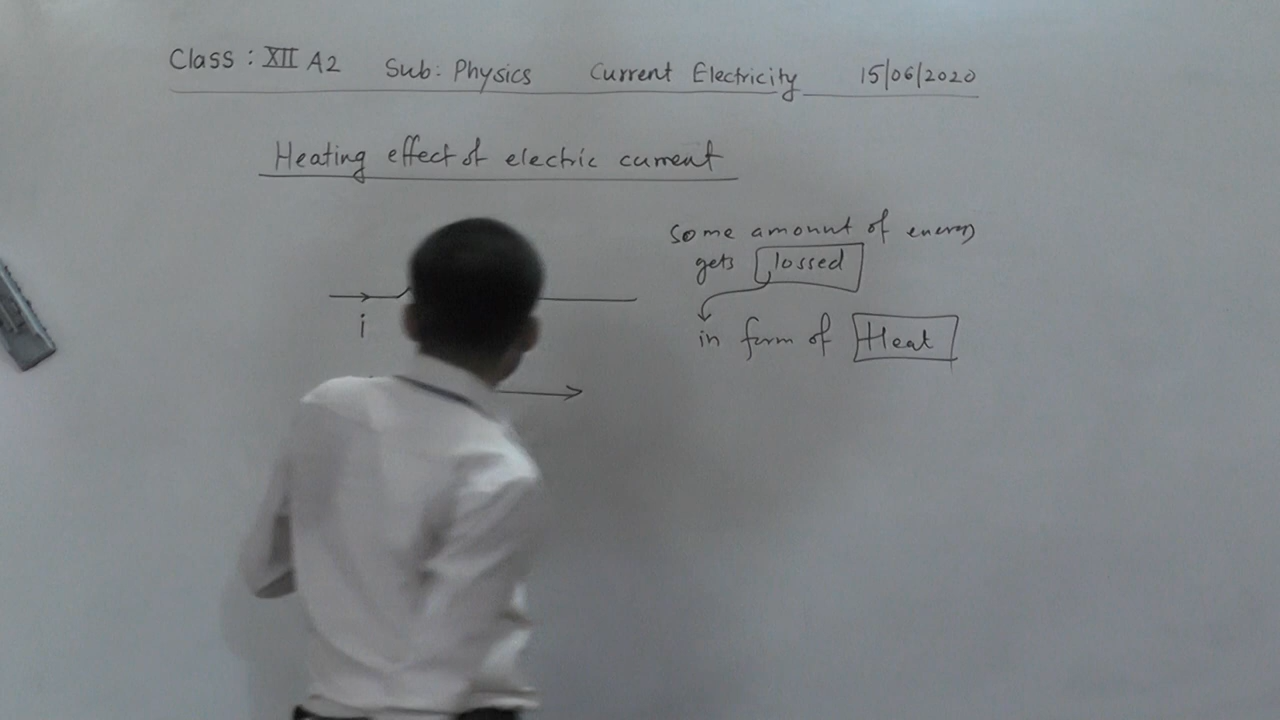 Class : XII A2 Sub: Physics Current Electricity 15/06/2020
Heating effect of electric current
some amount of energy
gets lossed
i
in form of Heat